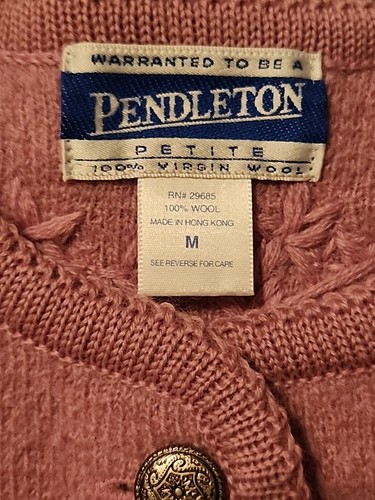 WARRANTED TO BE A
PENDLETON
PETITE
100% VIRGIN WOOL
RN# 29685
100% WOOL
MADE IN HONG KONG
M
SEE REVERSE FOR CARE